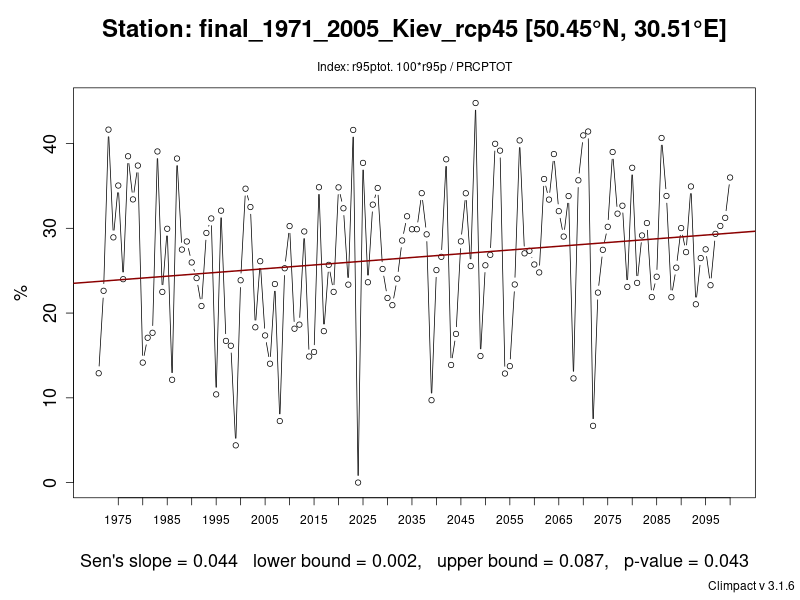 Station: final_1971_2005_Kiev_rcp45 [50.45°N, 30.51°E]
Index: r95ptot. 100*r95p / PRCPTOT
40
30
20
10
0
%
1975 1985 1995 2005 2015 2025 2035 2045 2055 2065 2075 2085 2095
Sen's slope = 0.044 lower bound = 0.002, upper bound = 0.087, p-value = 0.043
Climpact v 3.1.6